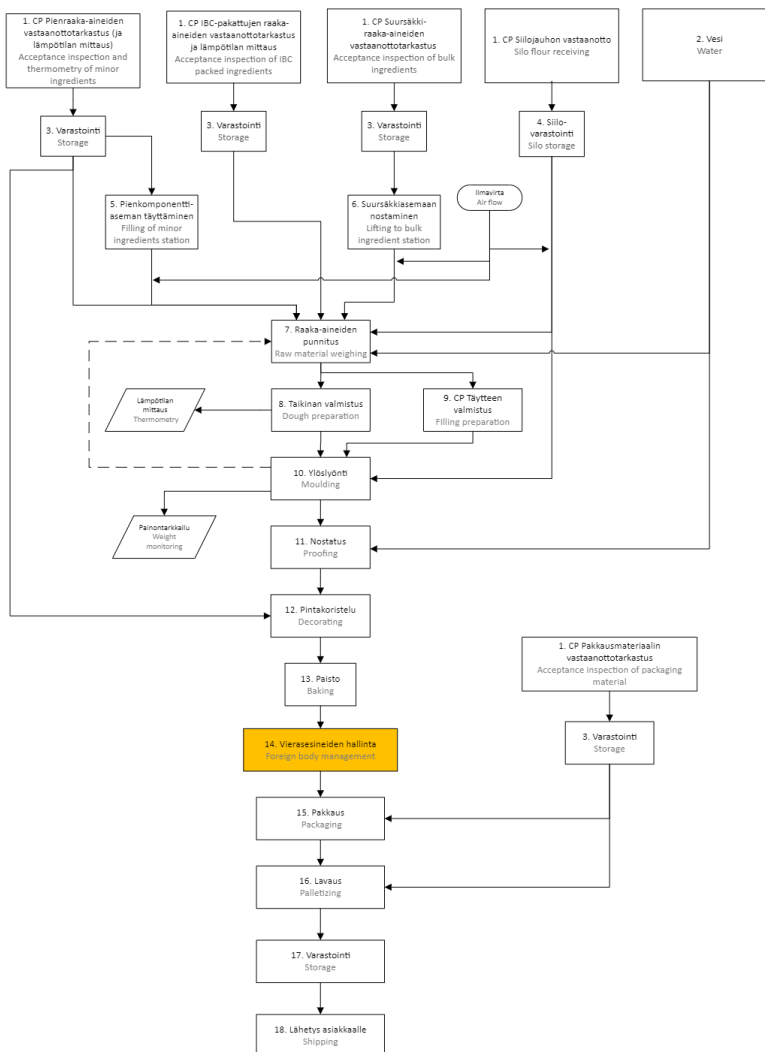 1. CP Pienraaka-aineiden
vastaanottotarkastus (ja
lämpötilan mittaus)
Acceptance inspection and
thermometry of minor
ingredients
1. CP IBC-pakattujen raaka-
aineiden vastaanottotarkastus
ja lämpötilan mittaus
Acceptance inspection of IBC
packed ingredients
1. CP Suursäkki-
raaka-aineiden
vastaanottotarkastus
Acceptance inspection of bulk
ingredients
1. CP Siilojauhon vastaanotto
Silo flour receiving
2. Vesi
Water
3. Varastointi
Storage
3. Varastointi
Storage
3. Varastointi
Storage
4. Siilo-
varastointi
Silo storage
5. Pienkomponentti-
aseman täyttäminen
Filling of minor
ingredients station
6. Suursäkkiasemaan
nostaminen
Lifting to bulk
ingredient station
Ilmavirta
Air flow
7. Raaka-aineiden
punnitus
Raw material weighing
Lämpötilan
mittaus
Thermometry
8. Taikinan valmistus
Dough preparation
9. CP Täytteen
valmistus
Filling preparation
10. Ylöslyönti
Moulding
Painontarkkailu
Weight
monitoring
11. Nostatus
Proofing
12. Pintakoristelu
Decorating
1. CP Pakkausmateriaalin
vastaanottotarkastus
Acceptance inspection of packaging
material
13. Paisto
Baking
14. Vierasesineiden hallinta
Foreign body management
3. Varastointi
Storage
15. Pakkaus
Packaging
16. Lavaus
Palletizing
17. Varastointi
Storage
18. Lähetys asiakkaalle
Shipping